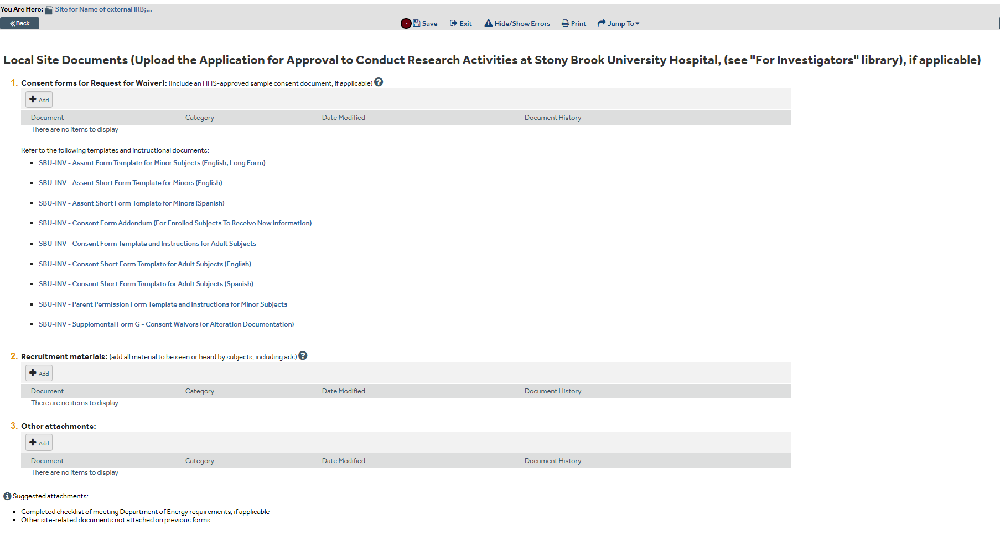 You Are Here: Site for Name of external IRB;...
Back
? Save Exit Hide/Show Errors Print Jump To
Local Site Documents (Upload the Application for Approval to Conduct Research Activities at Stony Brook University Hospital, (see "For Investigators" library), if applicable)
1. Consent forms (or Request for Waiver): (include an HHS-approved sample consent document, if applicable) ?
Add
Document Category Date Modified Document History
There are no items to display
Refer to the following templates and instructional documents:
SBU-INV - Assent Form Template for Minor Subjects (English, Long Form)
SBU-INV - Assent Short Form Template for Minors (English)
SBU-INV - Assent Short Form Template for Minors (Spanish)
SBU-INV - Consent Form Addendum (For Enrolled Subjects To Receive New Information)
SBU-INV - Consent Form Template and Instructions for Adult Subjects
SBU-INV - Consent Short Form Template for Adult Subjects (English)
SBU-INV - Consent Short Form Template for Adult Subjects (Spanish)
SBU-INV - Parent Permission Form Template and Instructions for Minor Subjects
SBU-INV - Supplemental Form G - Consent Waivers (or Alteration Documentation)
2. Recruitment materials: (add all material to be seen or heard by subjects, including ads) ?
Add
Document Category Date Modified Document History
There are no items to display
3. Other attachments:
Add
Document Category Date Modified Document History
There are no items to display
Suggested attachments:
Completed checklist of meeting Department of Energy requirements, if applicable
Other site-related documents not attached on previous forms